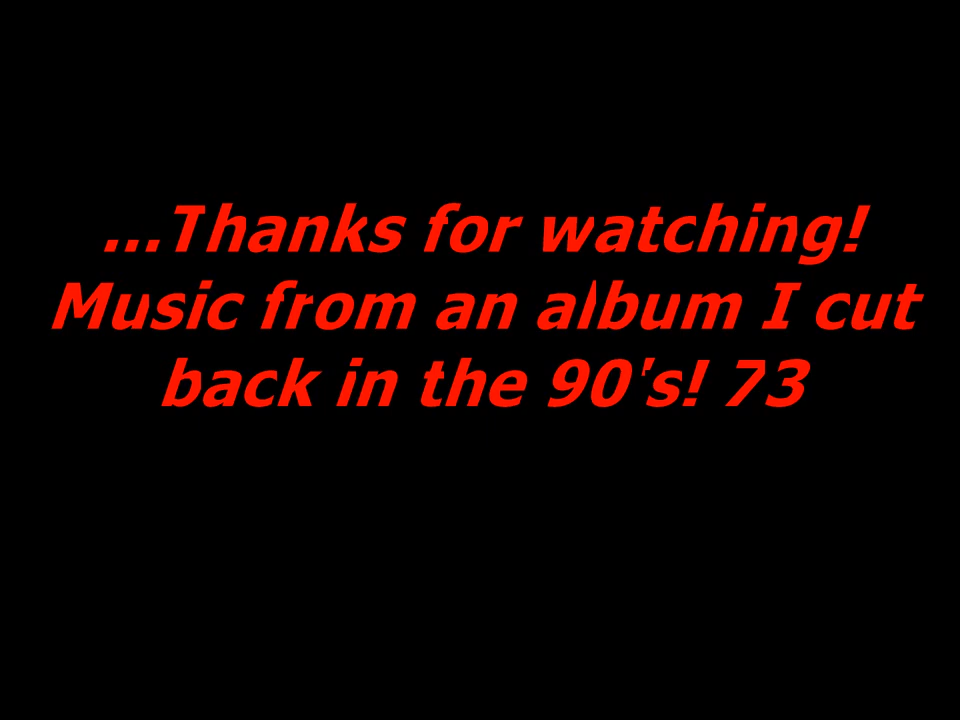 ...Thanks for watching!
Music from an album I cut
back in the 90's! 73